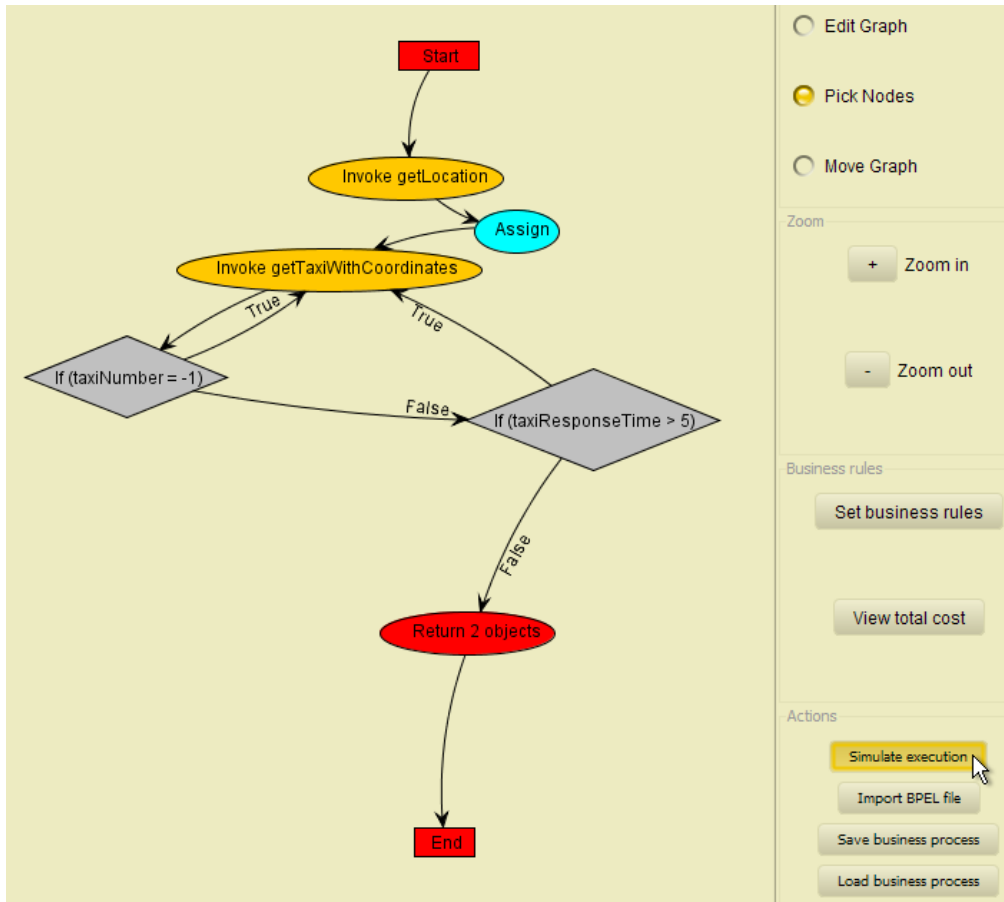 Start
Invoke getLocation
Assign
Invoke getTaxiWithCoordinates
True
True
If (taxiNumber = -1)
False
If (taxiResponseTime > 5)
False
Return 2 objects
End
Edit Graph
Pick Nodes
Move Graph
Zoom
+ Zoom in
- Zoom out
Business rules
Set business rules
View total cost
Actions
Simulate execution
Import BPEL file
Save business process
Load business process